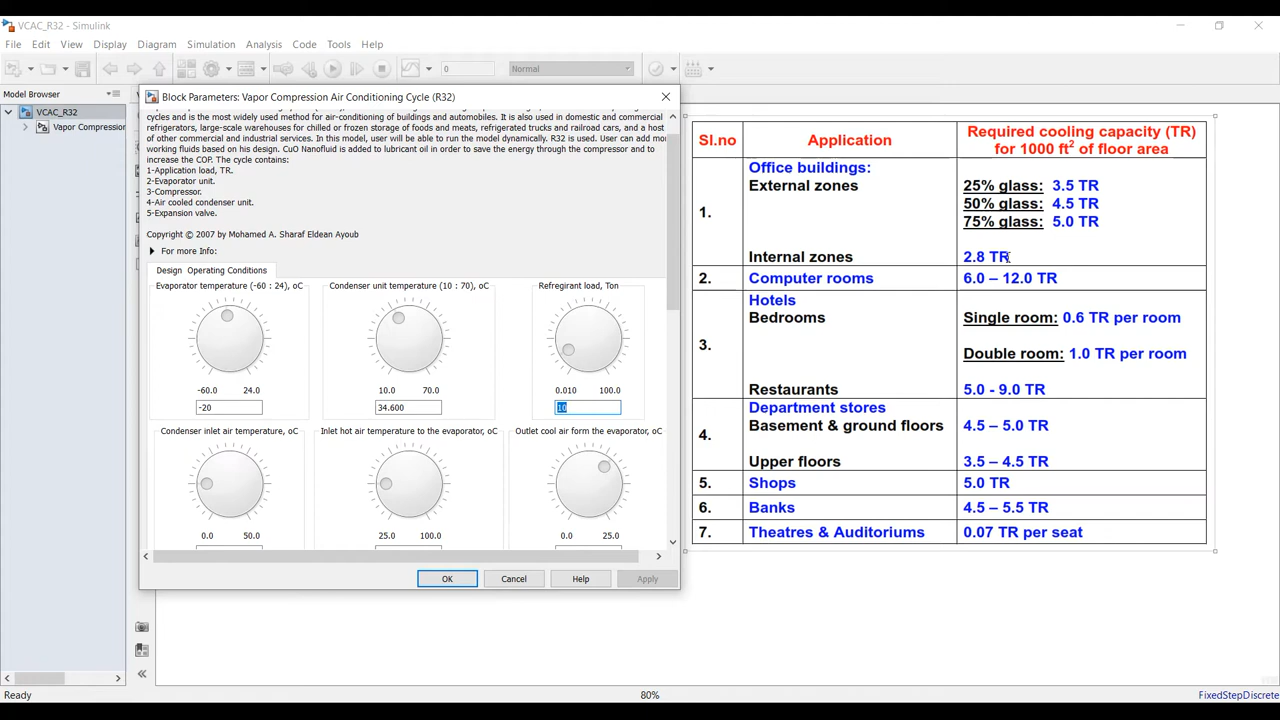 VCAC_R32 - Simulink
File Edit View Display Diagram Simulation Analysis Code Tools Help
0
Normal
Model Browser
VCAC_R32
Vapor Compression
Block Parameters: Vapor Compression Air Conditioning Cycle (R32)
cycles and is the most widely used method for air-conditioning of buildings and automobiles. It is also used in domestic and commercial
refrigerators, large-scale warehouses for chilled or frozen storage of foods and meats, refrigerated trucks and railroad cars, and a host
of other commercial and industrial services. In this model, user will be able to run the model dynamically. R32 is used. User can add mor
working fluids based on his design. CuO Nanofluid is added to lubricant oil in order to save the energy through the compressor and to
increase the COP. The cycle contains:
1-Application load, TR.
2-Evaporator unit.
3-Compressor.
4-Air cooled condenser unit.
5-Expansion valve.
Copyright © 2007 by Mohamed A. Sharaf Eldean Ayoub
For more Info:
Design Operating Conditions
Evaporator temperature (-60 : 24), oC
Condenser unit temperature (10 : 70), oC
Refregirant load, Ton
-60.0 24.0
10.0 70.0
0.010 100.0
-20
34.600
10
Condenser inlet air temperature, oC
Inlet hot air temperature to the evaporator, oC
Outlet cool air form the evaporator, oC
0.0 50.0
25.0 100.0
0.0 25.0
OK Cancel Help Apply
Sl.no
Application
Required cooling capacity (TR)
for 1000 ft2 of floor area
1.
Office buildings:
External zones
25% glass: 3.5 TR
50% glass: 4.5 TR
75% glass: 5.0 TR
Internal zones
2.8 TR
2. Computer rooms 6.0 – 12.0 TR
3.
Hotels
Bedrooms
Single room: 0.6 TR per room
Double room: 1.0 TR per room
Restaurants 5.0 - 9.0 TR
4.
Department stores
Basement & ground floors 4.5 – 5.0 TR
Upper floors 3.5 – 4.5 TR
5. Shops 5.0 TR
6. Banks 4.5 – 5.5 TR
7. Theatres & Auditoriums 0.07 TR per seat
Ready
80%
FixedStepDiscrete